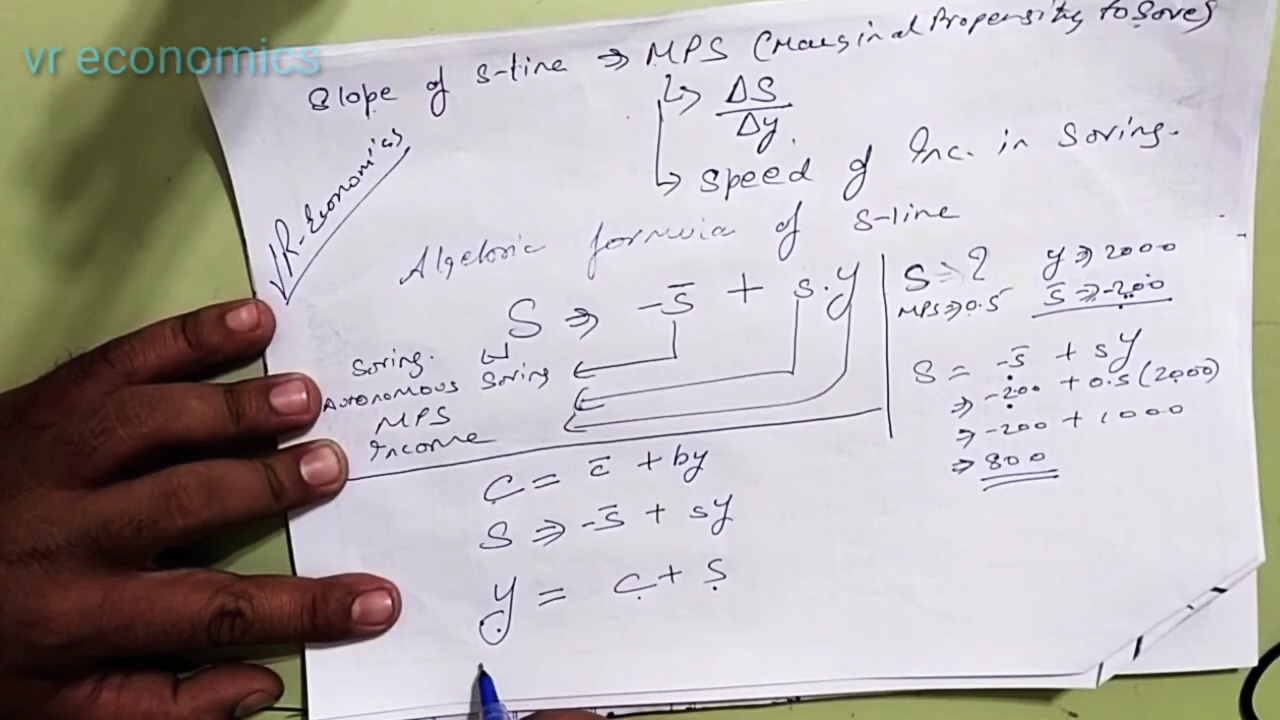 vr economics
Slope of S-line ⇒ MPS (Marginal Propensity to Save)
↳ ΔS/Δy.
↳ Speed of Inc. in Saving.
VR-Economics
Algebric formula of S-line
S ⇒ -s̄ + s.y
Saving.
Autonomous Saving
MPS
Income
S ⇒ ? y ⇒ 2000
MPS ⇒ 0.5 s̄ ⇒ -200
S = -s̄ + sy
⇒ -200 + 0.5 (2000)
⇒ -200 + 1000
⇒ 800
C = c̄ + by
S ⇒ -s̄ + sy
y = C + S